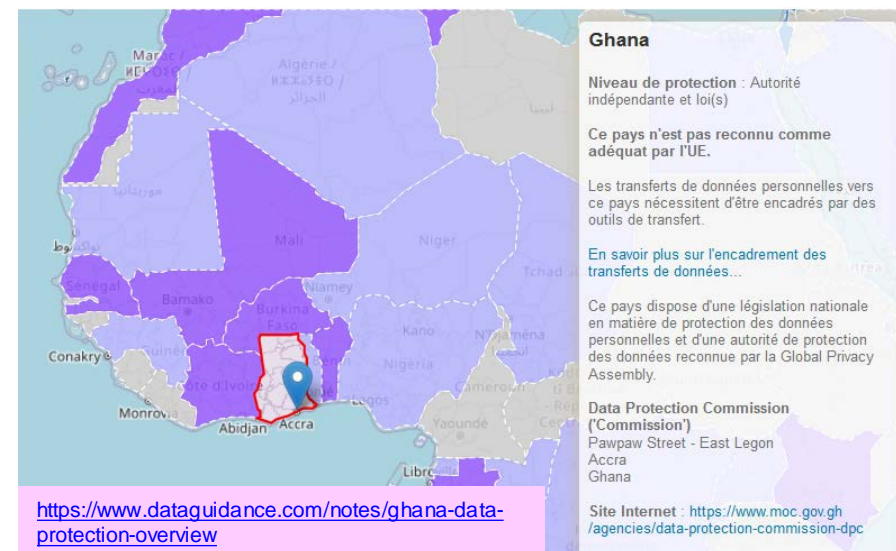 Ghana
Niveau de protection : Autorité
indépendante et loi(s)
Ce pays n'est pas reconnu comme
adéquat par l'UE.
Les transferts de données personnelles vers
ce pays nécessitent d'être encadrés par des
outils de transfert.
En savoir plus sur l'encadrement des
transferts de données...
Ce pays dispose d'une législation nationale
en matière de protection des données
personnelles et d'une autorité de protection
des données reconnue par la Global Privacy
Assembly.
Data Protection Commission
('Commission')
Pawpaw Street - East Legon
Accra
Ghana
Site Internet : https://www.moc.gov.gh
/agencies/data-protection-commission-dpc
Maroc /
Algérie /
الجزائر
ليبيا
موريتانيا
Mali
Niger
Tchad
Sénégal
Bamako
Niamey
Burkina
Faso
Kano
N'Djaména
Conakry
Guinée
Côte d'Ivoire
Bénin
Nigeria
Cameroun
Monrovia
Abidjan
Accra
Lagos
Yaoundé
Libreville
https://www.dataguidance.com/notes/ghana-data-
protection-overview